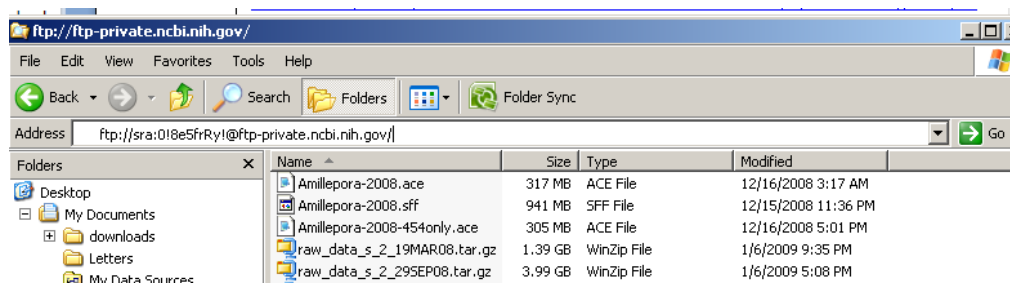 ftp://ftp-private.ncbi.nih.gov/
File Edit View Favorites Tools Help
Back Search Folders Folder Sync
Address ftp://sra:0!8e5frRy!@ftp-private.ncbi.nih.gov/ Go
Folders x Name Size Type Modified
Desktop Amillepora-2008.ace 317 MB ACE File 12/16/2008 3:17 AM
My Documents Amillepora-2008.sff 941 MB SFF File 12/15/2008 11:36 PM
downloads Amillepora-2008-454only.ace 305 MB ACE File 12/16/2008 5:01 PM
Letters raw_data_s_2_19MAR08.tar.gz 1.39 GB WinZip File 1/6/2009 9:35 PM
My Data Sources raw_data_s_2_29SEP08.tar.gz 3.99 GB WinZip File 1/6/2009 5:08 PM